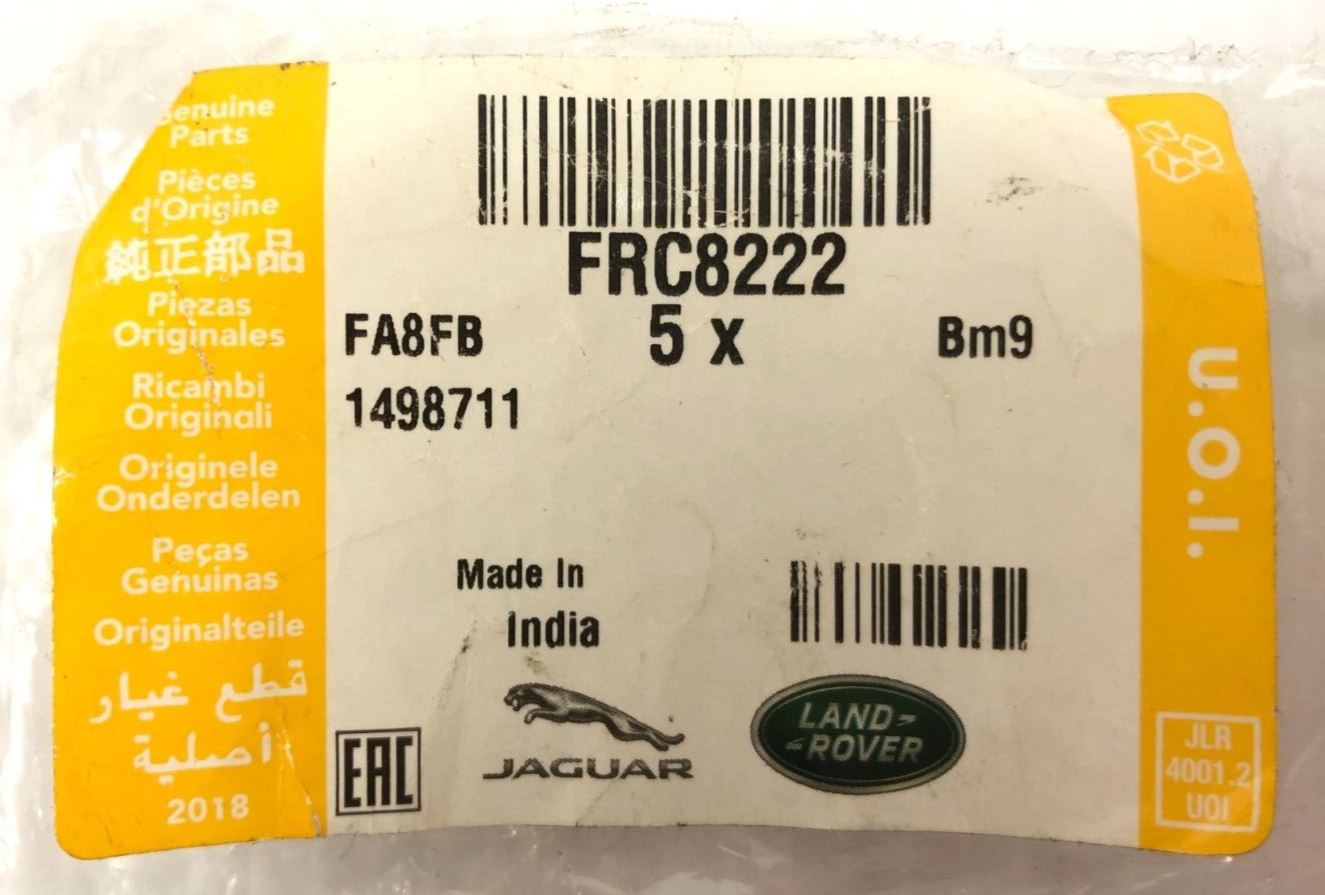 Genuine
Parts
Pièces
d'Origine
純正部品
Piezas
Originales
Ricambi
Originali
Originele
Onderdelen
Peças
Genuinas
Originalteile
قطع غيار
أصلية
2018
FRC8222
FA8FB 5 x Bm9
1498711
Made In
India
EAC
JAGUAR
LAND-
-ROVER
U.O.I.
JLR
4001.2
UOI